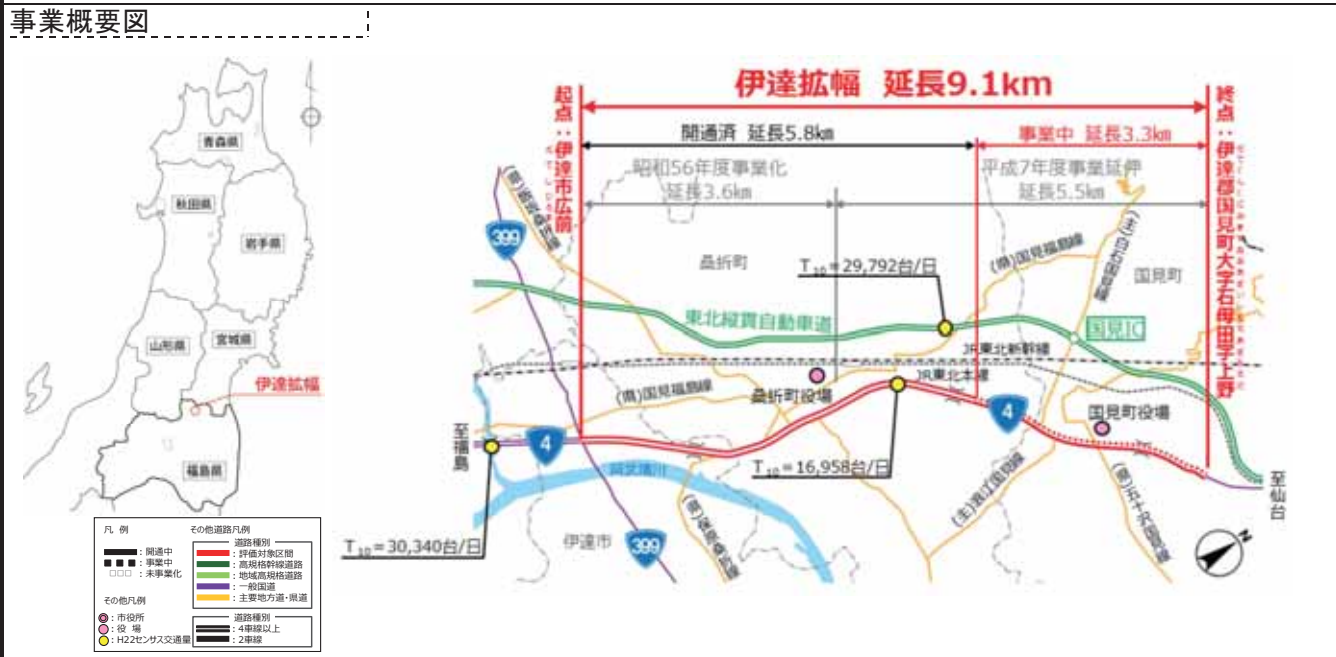 事業概要図
青森県
秋田県
岩手県
山形県
宮城県
伊達拡幅
福島県
伊達拡幅 延長9.1km
起点：伊達市広前
終点：伊達郡国見町大字石母田字上野
開通済 延長5.8km
事業中 延長3.3km
昭和56年度事業化
延長3.6km
平成7年度事業延伸
延長5.5km
399
桑折町
T10＝29,792台/日
(県)国見福島線
国見町
東北縦貫自動車道
国見IC
JR東北新幹線
JR東北本線
(県)国見福島線
桑折町役場
国見町役場
4
4
至福島
至仙台
T10＝16,958台/日
阿武隈川
(主)浪江国見線
T10＝30,340台/日
伊達市
399
N
凡 例
：開通中
：事業中
：未事業化
その他凡例
：市役所
：役 場
：H22センサス交通量
その他道路凡例
道路種別
：評価対象区間
：高規格幹線道路
：地域高規格道路
：一般国道
：主要地方道・県道
道路種別
：4車線以上
：2車線